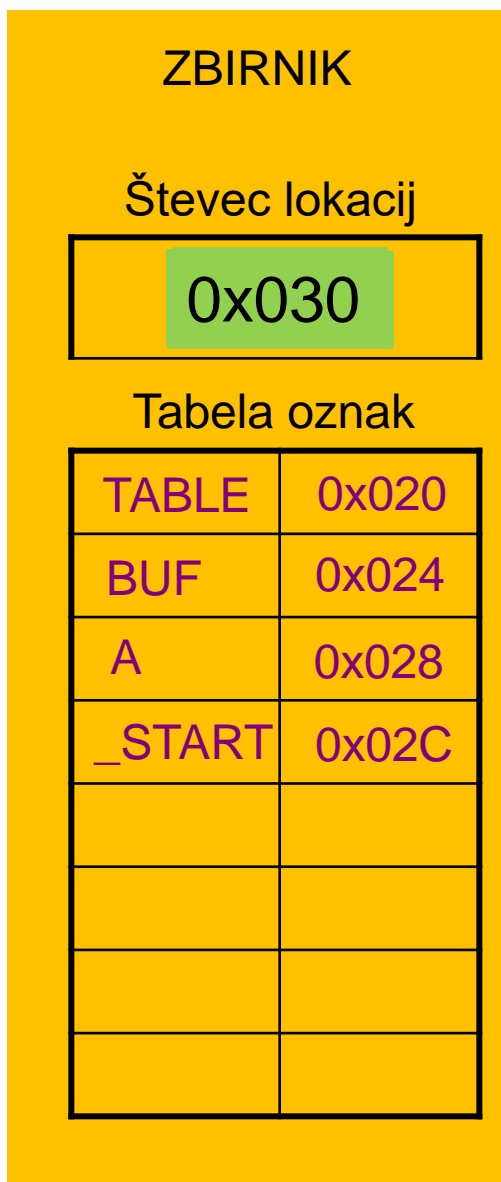 ZBIRNIK
Števec lokacij
0x030
Tabela oznak
TABLE 0x020
BUF 0x024
A 0x028
_START 0x02C